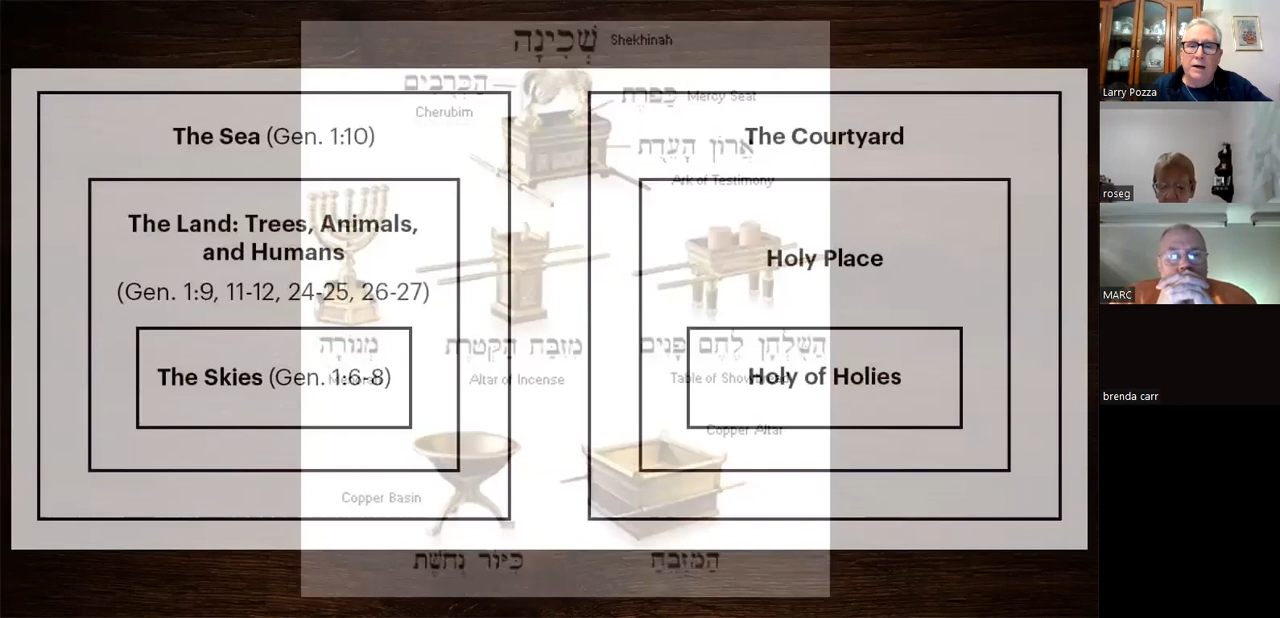 שְׁכִינָה Shekhinah
הַכְּרֻבִים
Cherubim
כַּפֹּרֶת Mercy Seat
אֲרוֹן הָעֵדֻת
Ark of Testimony
The Sea (Gen. 1:10)
The Land: Trees, Animals,
and Humans
(Gen. 1:9, 11-12, 24-25, 26-27)
The Skies (Gen. 1:6-8)
The Courtyard
Holy Place
Holy of Holies
מְנוֹרָה
מִזְבַּח הַקְּטֹרֶת
Altar of Incense
הַשֻּׁלְחָן לֶחֶם פָּנִים
Table of Showbread
Copper Altar
Copper Basin
כִּיּוֹר נְחֹשֶׁת
הַמִּזְבֵּחַ
Larry Pozza
roseg
MARC
brenda carr